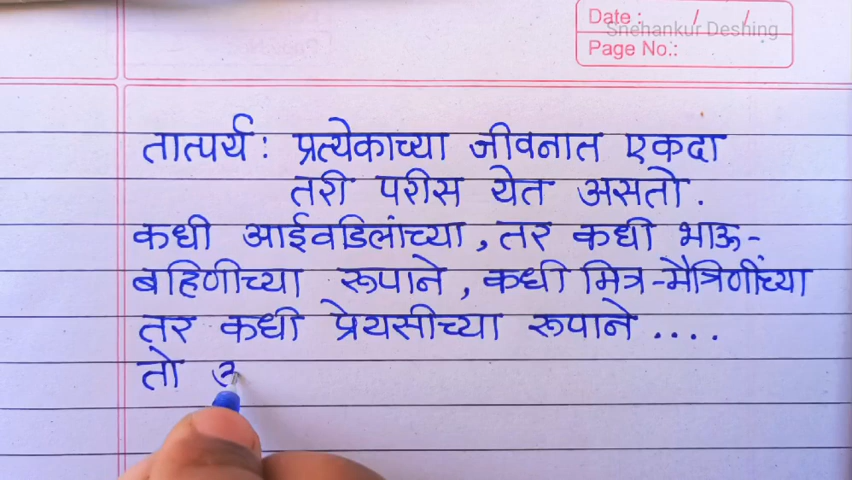 Date: / /
Snehankur Deshing
Page No.:
तात्पर्य: प्रत्येकाच्या जीवनात एकदा
तरी परीस येत असतो.
कधी आईवडिलांच्या, तर कधी भाऊ-
बहिणीच्या रूपाने, कधी मित्र-मैत्रिणींच्या
तर कधी प्रेयसीच्या रूपाने ....
तो